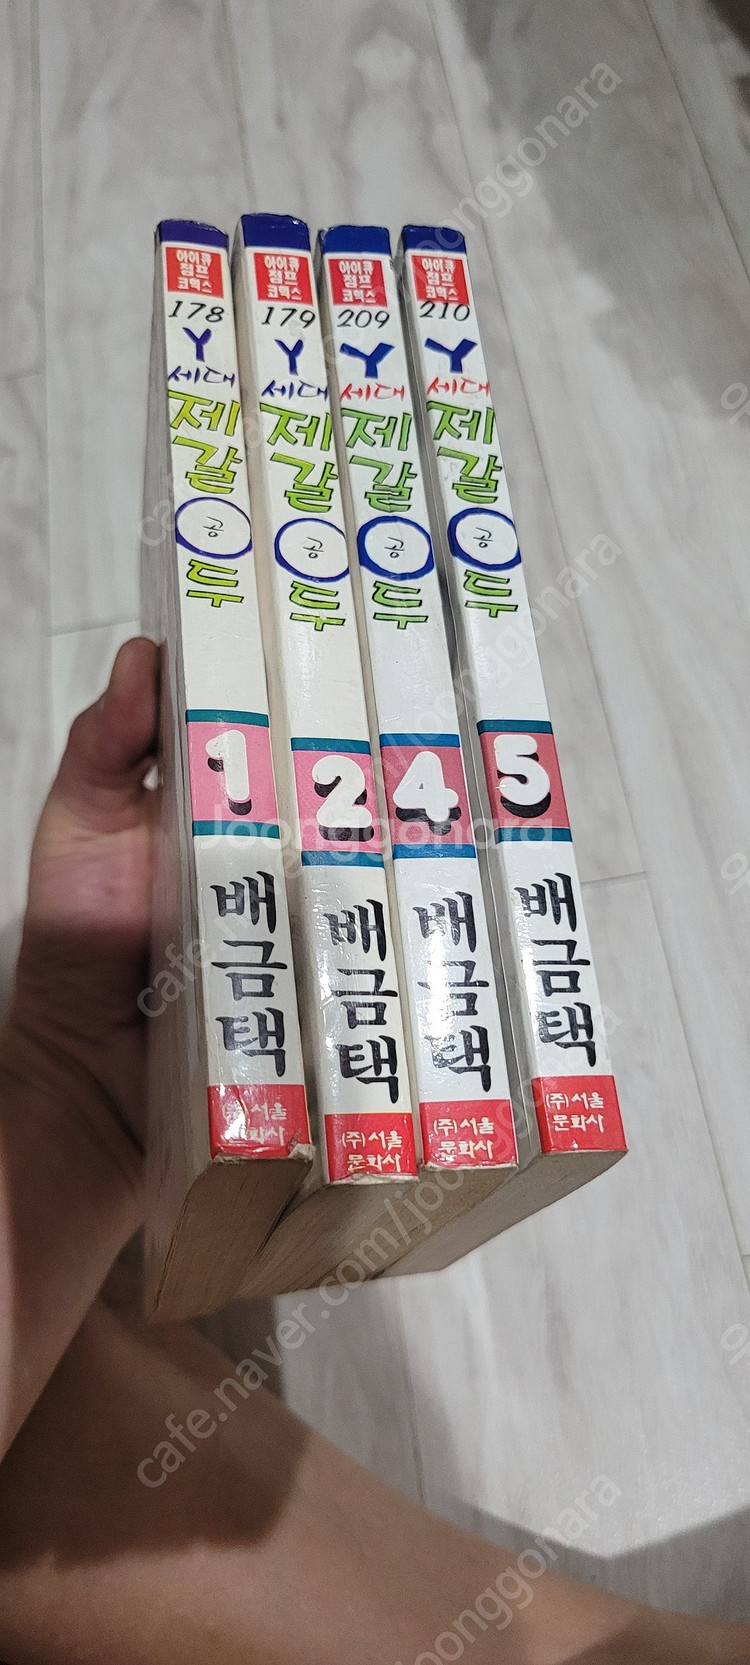 아이큐
점프
코믹스
178
Y
세대
제갈
공
두
1
배금택
(주)서울
문화사
아이큐
점프
코믹스
179
Y
세대
제갈
공
두
2
배금택
(주)서울
문화사
아이큐
점프
코믹스
209
Y
세대
제갈
공
두
4
배금택
(주)서울
문화사
아이큐
점프
코믹스
210
Y
세대
제갈
공
두
5
배금택
(주)서울
문화사
Joonggonara
cafe.naver.com/joonggonara